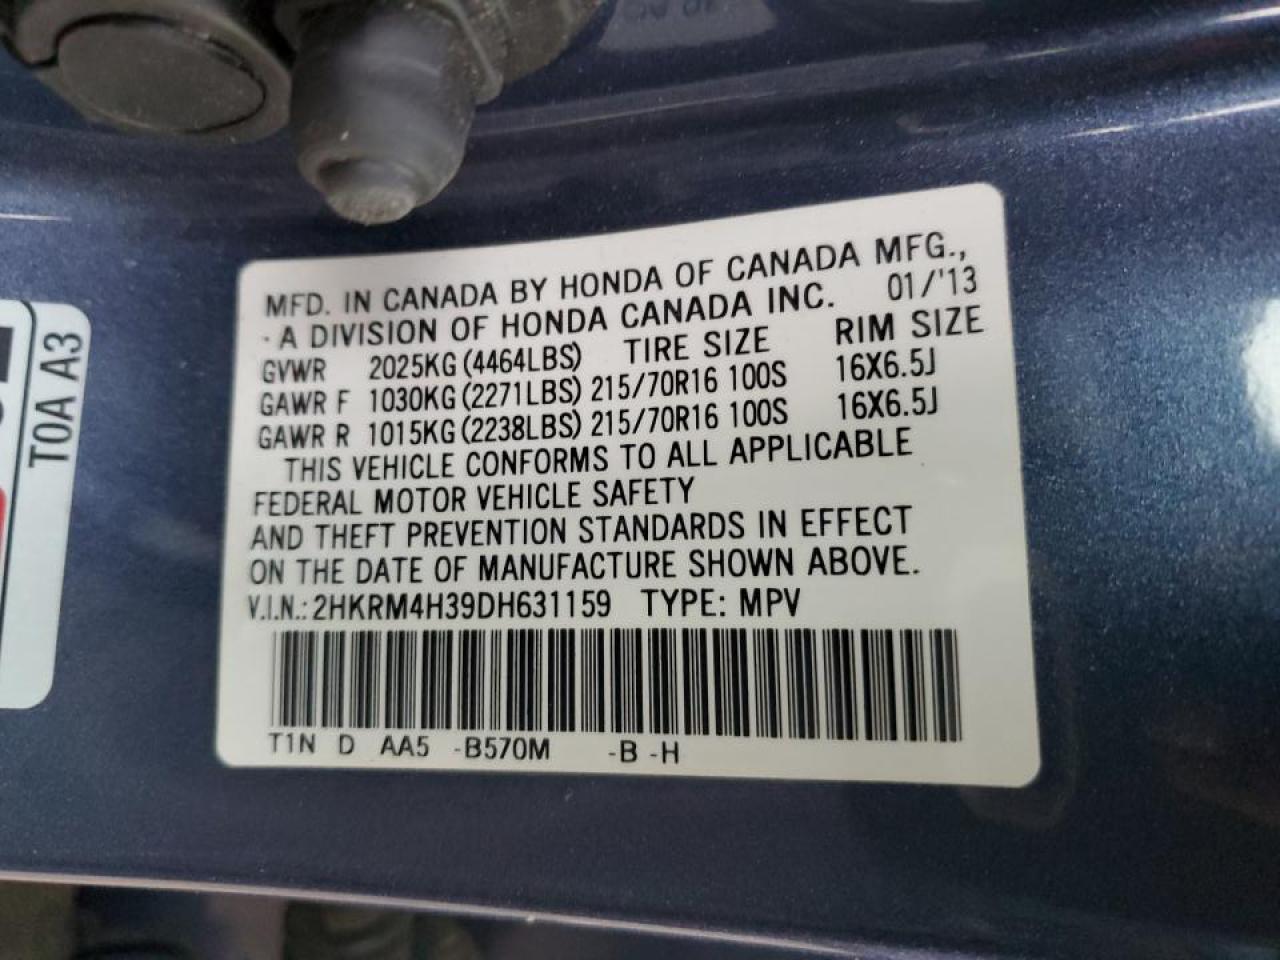 MFD. IN CANADA BY HONDA OF CANADA MFG.,
A DIVISION OF HONDA CANADA INC. 01/'13
GVWR 2025KG (4464LBS) TIRE SIZE RIM SIZE
GAWR F 1030KG (2271LBS) 215/70R16 100S 16X6.5J
GAWR R 1015KG (2238LBS) 215/70R16 100S 16X6.5J
THIS VEHICLE CONFORMS TO ALL APPLICABLE
FEDERAL MOTOR VEHICLE SAFETY
AND THEFT PREVENTION STANDARDS IN EFFECT
ON THE DATE OF MANUFACTURE SHOWN ABOVE.
V.I.N.: 2HKRM4H39DH631159 TYPE: MPV
T1N D AA5 -B570M -B -H
T0A A3